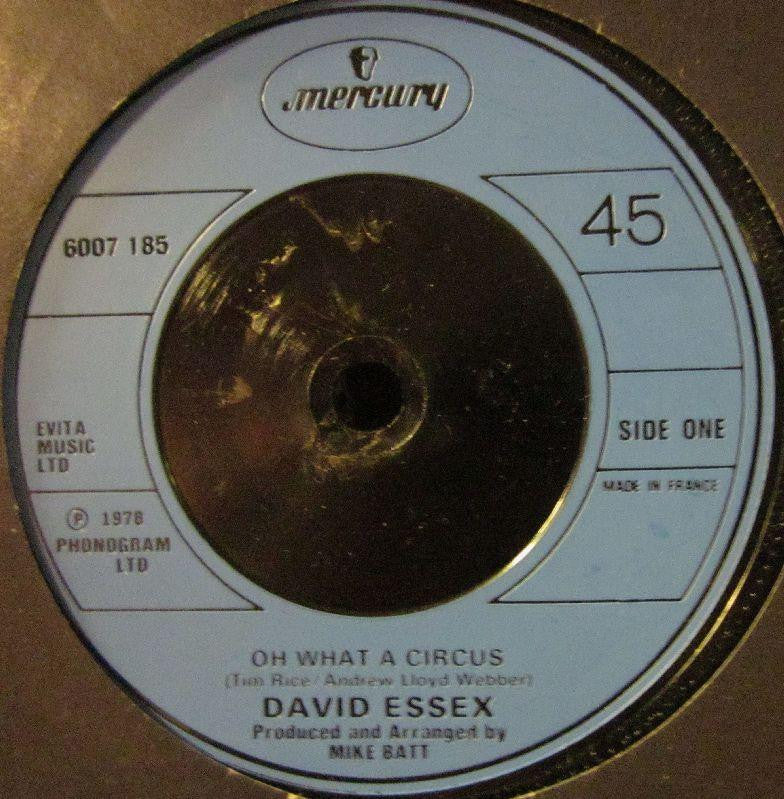 mercury
6007 185
45
EVITA
MUSIC
LTD
SIDE ONE
MADE IN FRANCE
℗ 1978
PHONOGRAM
LTD
OH WHAT A CIRCUS
(Tim Rice/Andrew Lloyd Webber)
DAVID ESSEX
Produced and Arranged by
MIKE BATT